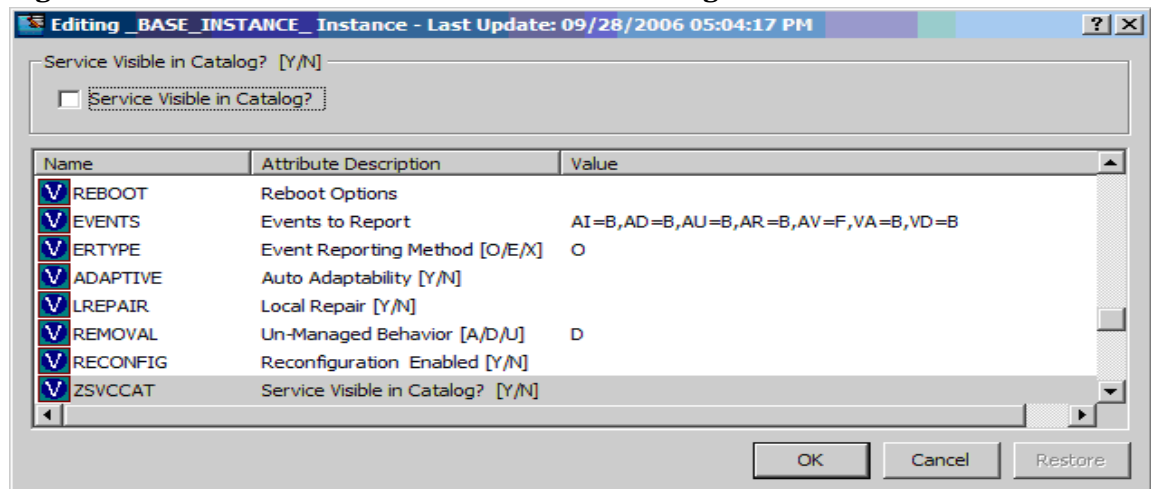 Editing _BASE_INSTANCE_ Instance - Last Update: 09/28/2006 05:04:17 PM
Service Visible in Catalog? [Y/N]
Service Visible in Catalog?
Name Attribute Description Value
V REBOOT Reboot Options
V EVENTS Events to Report AI=B,AD=B,AU=B,AR=B,AV=F,VA=B,VD=B
V ERTYPE Event Reporting Method [O/E/X] O
V ADAPTIVE Auto Adaptability [Y/N]
V LREPAIR Local Repair [Y/N]
V REMOVAL Un-Managed Behavior [A/D/U] D
V RECONFIG Reconfiguration Enabled [Y/N]
V ZSVCCAT Service Visible in Catalog? [Y/N]
OK Cancel Restore